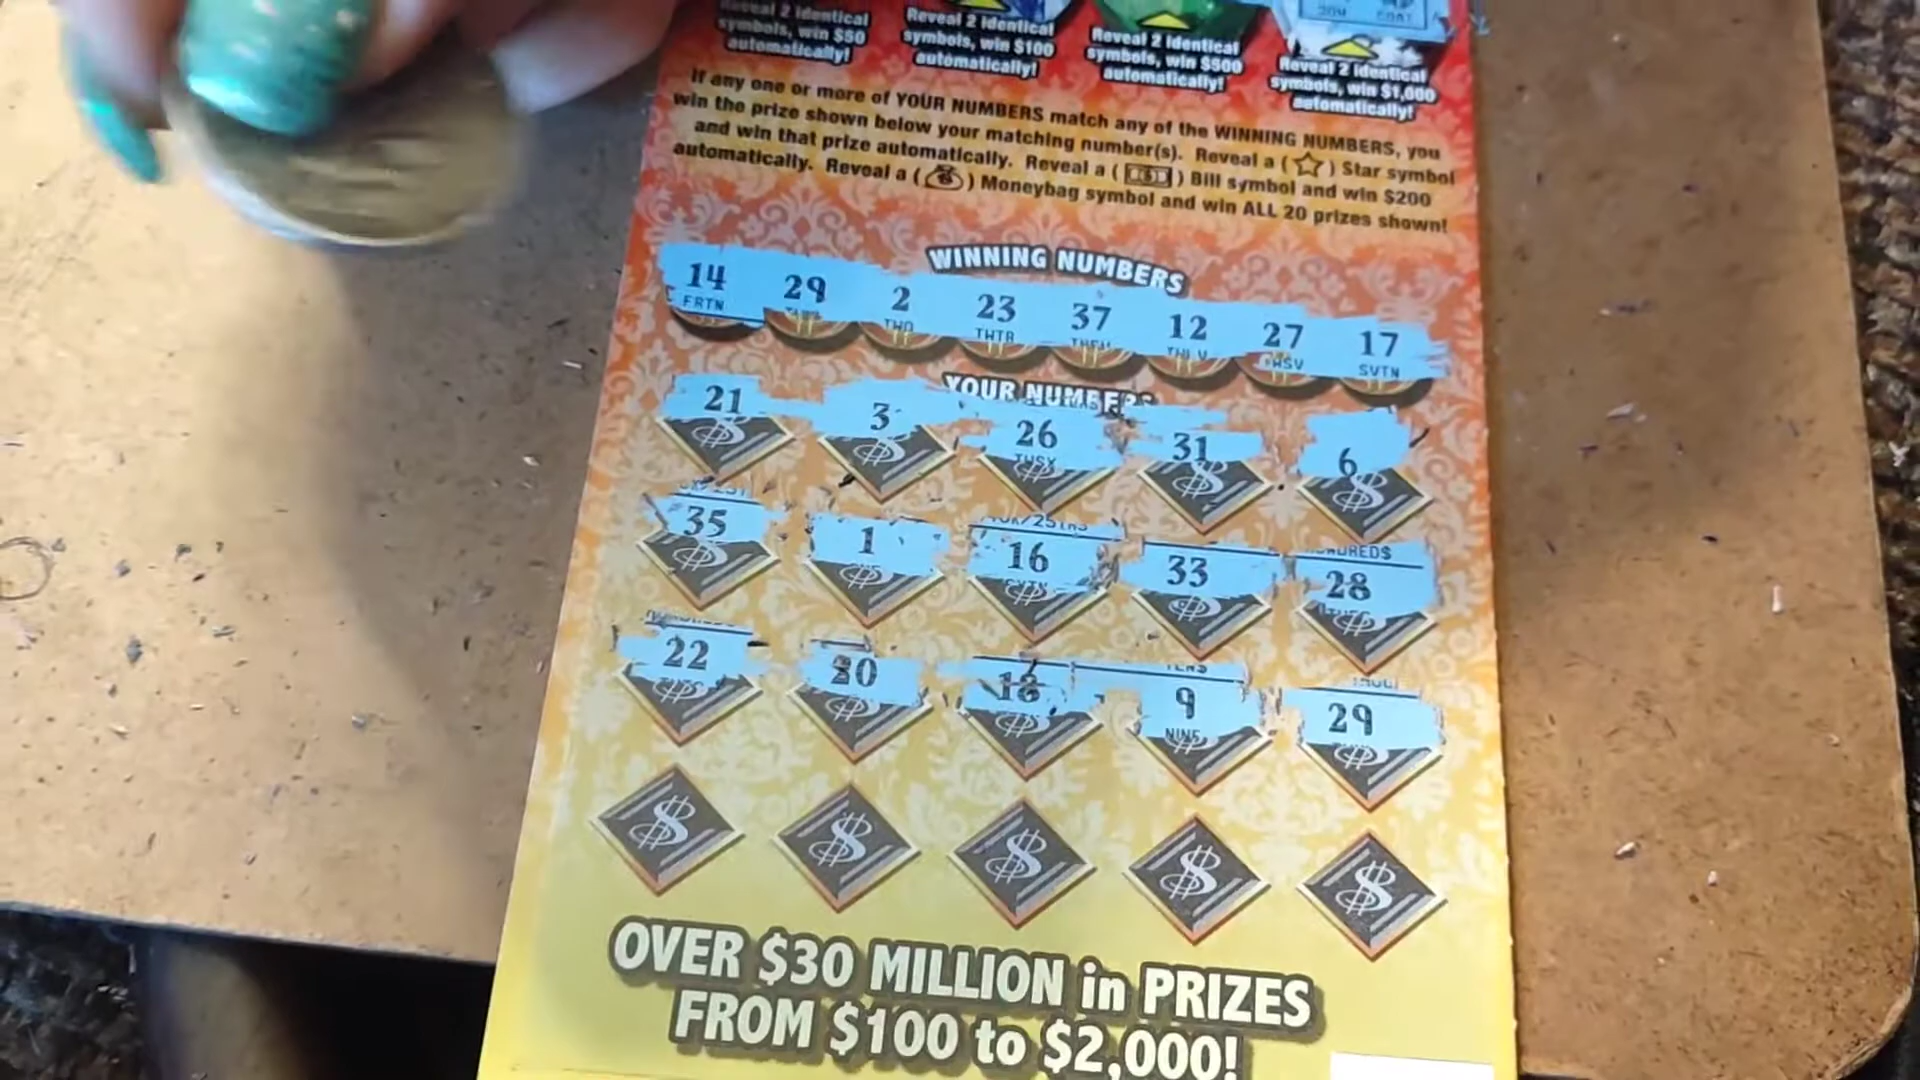 Reveal 2 Identical symbols, win $50 automatically!
Reveal 2 Identical symbols, win $100 automatically!
Reveal 2 Identical symbols, win $500 automatically!
Reveal 2 Identical symbols, win $1,000 automatically!
If any one or more of YOUR NUMBERS match any of the WINNING NUMBERS, you
win the prize shown below your matching number(s). Reveal a ( ) Star symbol
and win that prize automatically. Reveal a ( ) Bill symbol and win $200
automatically. Reveal a ( ) Moneybag symbol and win ALL 20 prizes shown!
WINNING NUMBERS
14 29 2 23 37 12 27 17
FRTN TWO TWTR SVTN
YOUR NUMBERS
21 3 26 31 6
TWSX
35 1 16 33 28
22 18 9 29
NINE
OVER $30 MILLION in PRIZES
FROM $100 to $2,000!